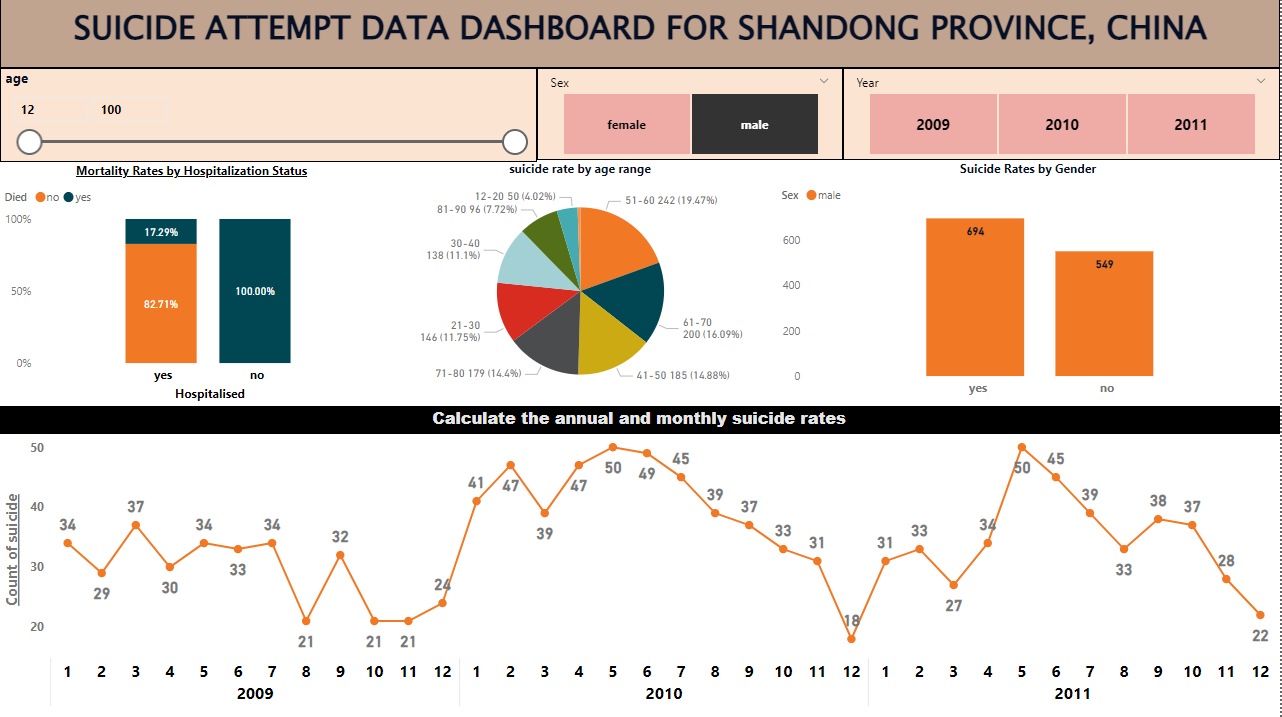 SUICIDE ATTEMPT DATA DASHBOARD FOR SHANDONG PROVINCE, CHINA
age
12 100
Sex
female male
Year
2009 2010 2011
Mortality Rates by Hospitalization Status
Died no yes
100%
50%
0%
17.29%
82.71%
100.00%
yes no
Hospitalised
suicide rate by age range
12-20 50 (4.02%)
51-60 242 (19.47%)
81-90 96 (7.72%)
30-40
138 (11.1%)
21-30
146 (11.75%)
61-70
200 (16.09%)
71-80 179 (14.4%)
41-50 185 (14.88%)
Suicide Rates by Gender
Sex male
600
400
200
0
694
549
yes no
Calculate the annual and monthly suicide rates
Count of suicide
50
40
30
20
34 29 37 30 34 33 34 21 32 21 21 24 41 47 39 47 50 49 45 39 37 33 31 18 31 33 27 34 50 45 39 33 38 37 28 22
1 2 3 4 5 6 7 8 9 10 11 12 1 2 3 4 5 6 7 8 9 10 11 12 1 2 3 4 5 6 7 8 9 10 11 12
2009 2010 2011